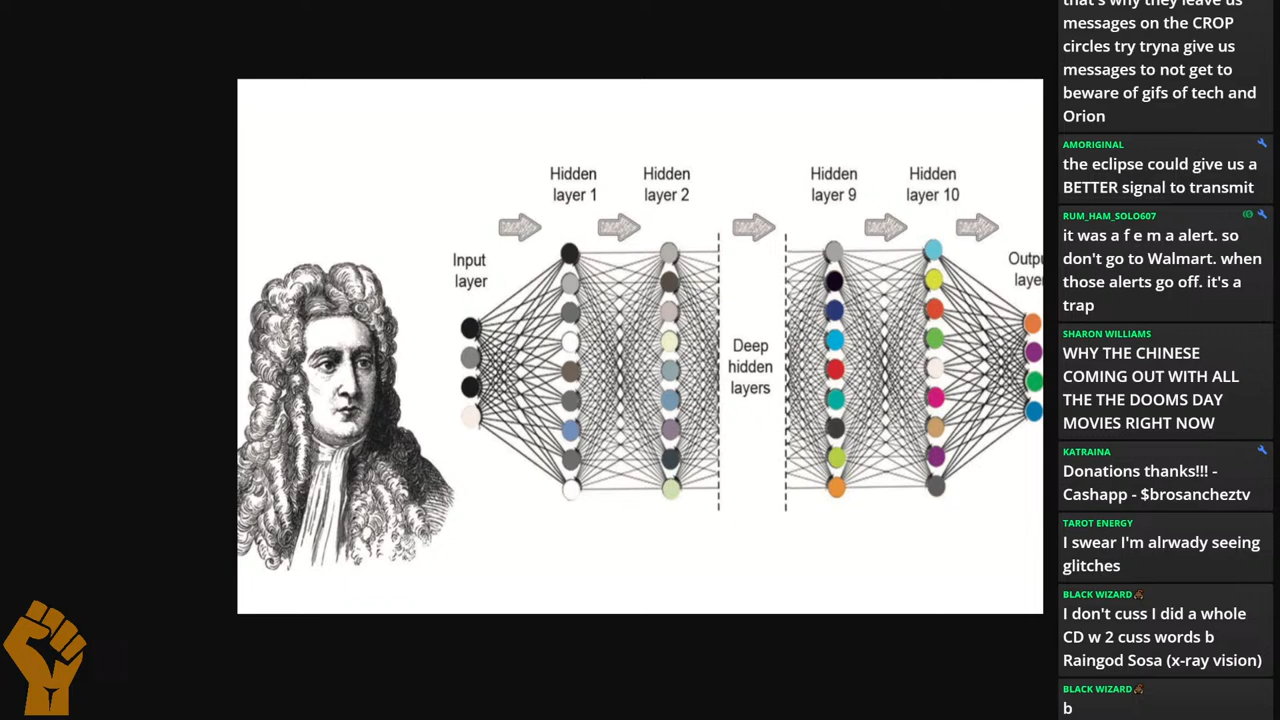 Hidden
layer 1
Hidden
layer 2
Hidden
layer 9
Hidden
layer 10
Input
layer
Deep
hidden
layers
Outpu
layer
that's why they leave us
messages on the CROP
circles try tryna give us
messages to not get to
beware of gifs of tech and
Orion
AMORIGINAL
the eclipse could give us a
BETTER signal to transmit
RUM_HAM_SOLO607
it was a f e m a alert. so
don't go to Walmart. when
those alerts go off. it's a
trap
SHARON WILLIAMS
WHY THE CHINESE
COMING OUT WITH ALL
THE THE DOOMS DAY
MOVIES RIGHT NOW
KATRAINA
Donations thanks!!! -
Cashapp - $brosancheztv
TAROT ENERGY
I swear I'm alrwady seeing
glitches
BLACK WIZARD
I don't cuss I did a whole
CD w 2 cuss words b
Raingod Sosa (x-ray vision)
BLACK WIZARD
b